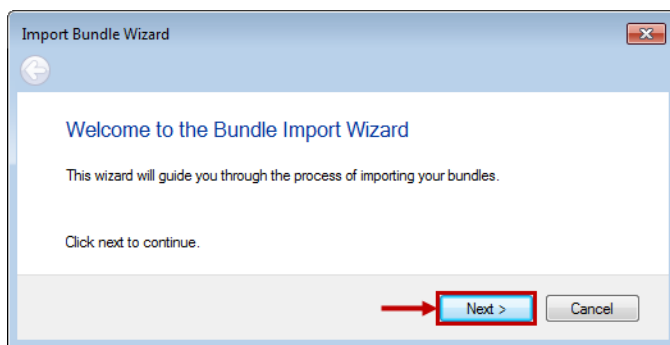 Import Bundle Wizard
Welcome to the Bundle Import Wizard
This wizard will guide you through the process of importing your bundles.
Click next to continue.
Next > Cancel